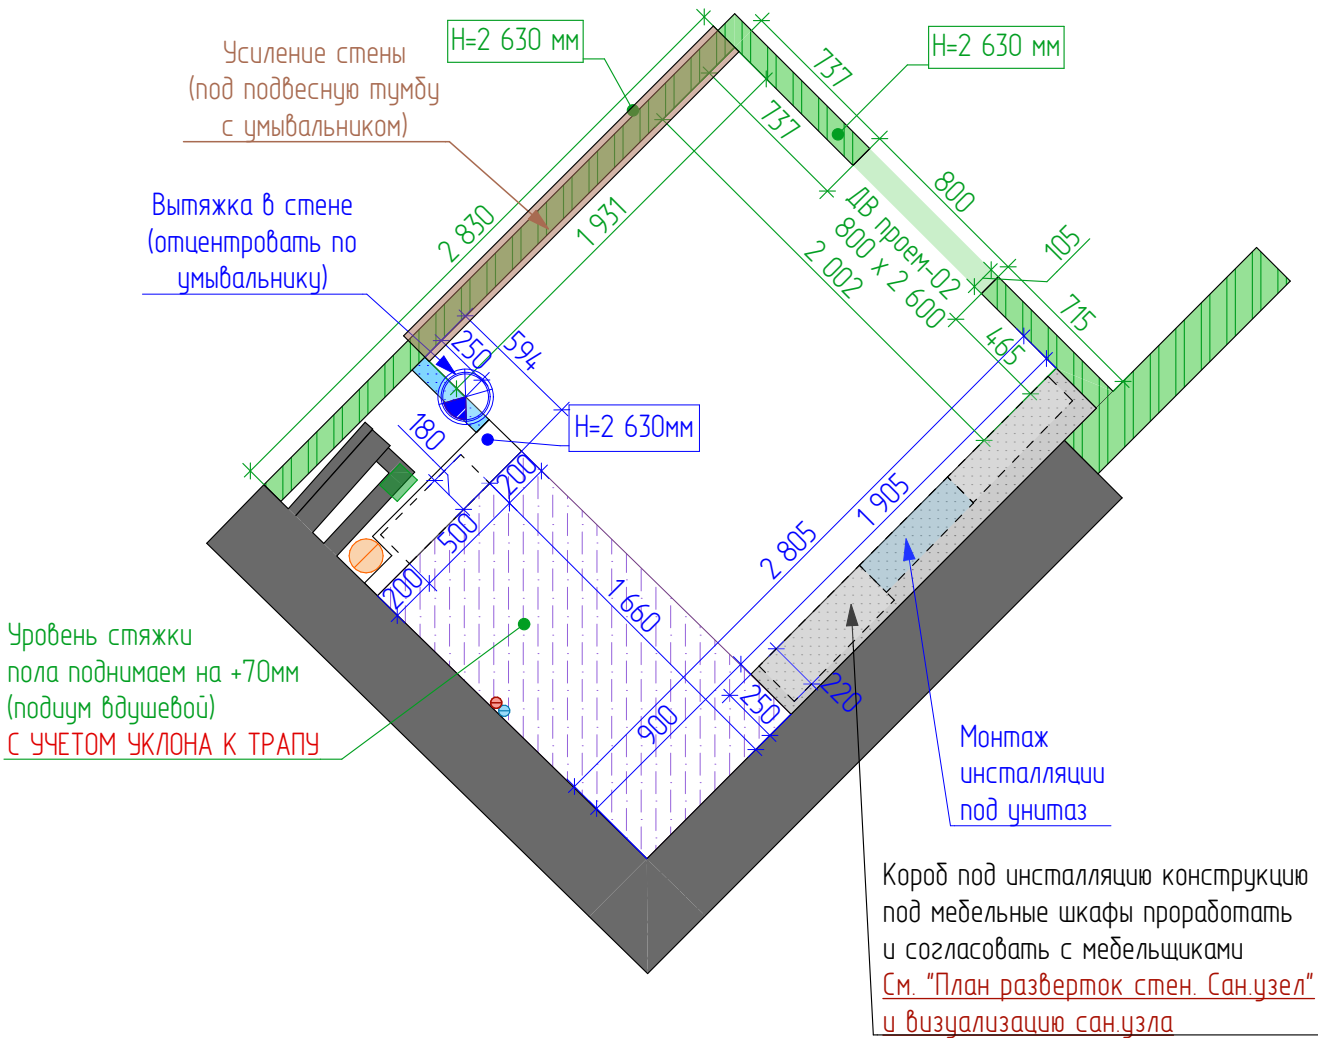 Усиление стены
(под подвесную тумбу
с умывальником)
H=2 630 мм
H=2 630 мм
737
737
800
105
715
ДВ проем-02
800 х 2 600
2 002
465
2 830
1 931
Вытяжка в стене
(отцентровать по
умывальнику)
250
594
H=2 630мм
180
200
500
200
1 660
2 805
1 905
900
250
220
Уровень стяжки
пола поднимаем на +70мм
(подиум вдушевой)
С УЧЕТОМ УКЛОНА К ТРАПУ
Монтаж
инсталляции
под унитаз
Короб под инсталляцию конструкцию
под мебельные шкафы проработать
и согласовать с мебельщиками
См. "План разверток стен. Сан.узел"
и визуализацию сан.узла